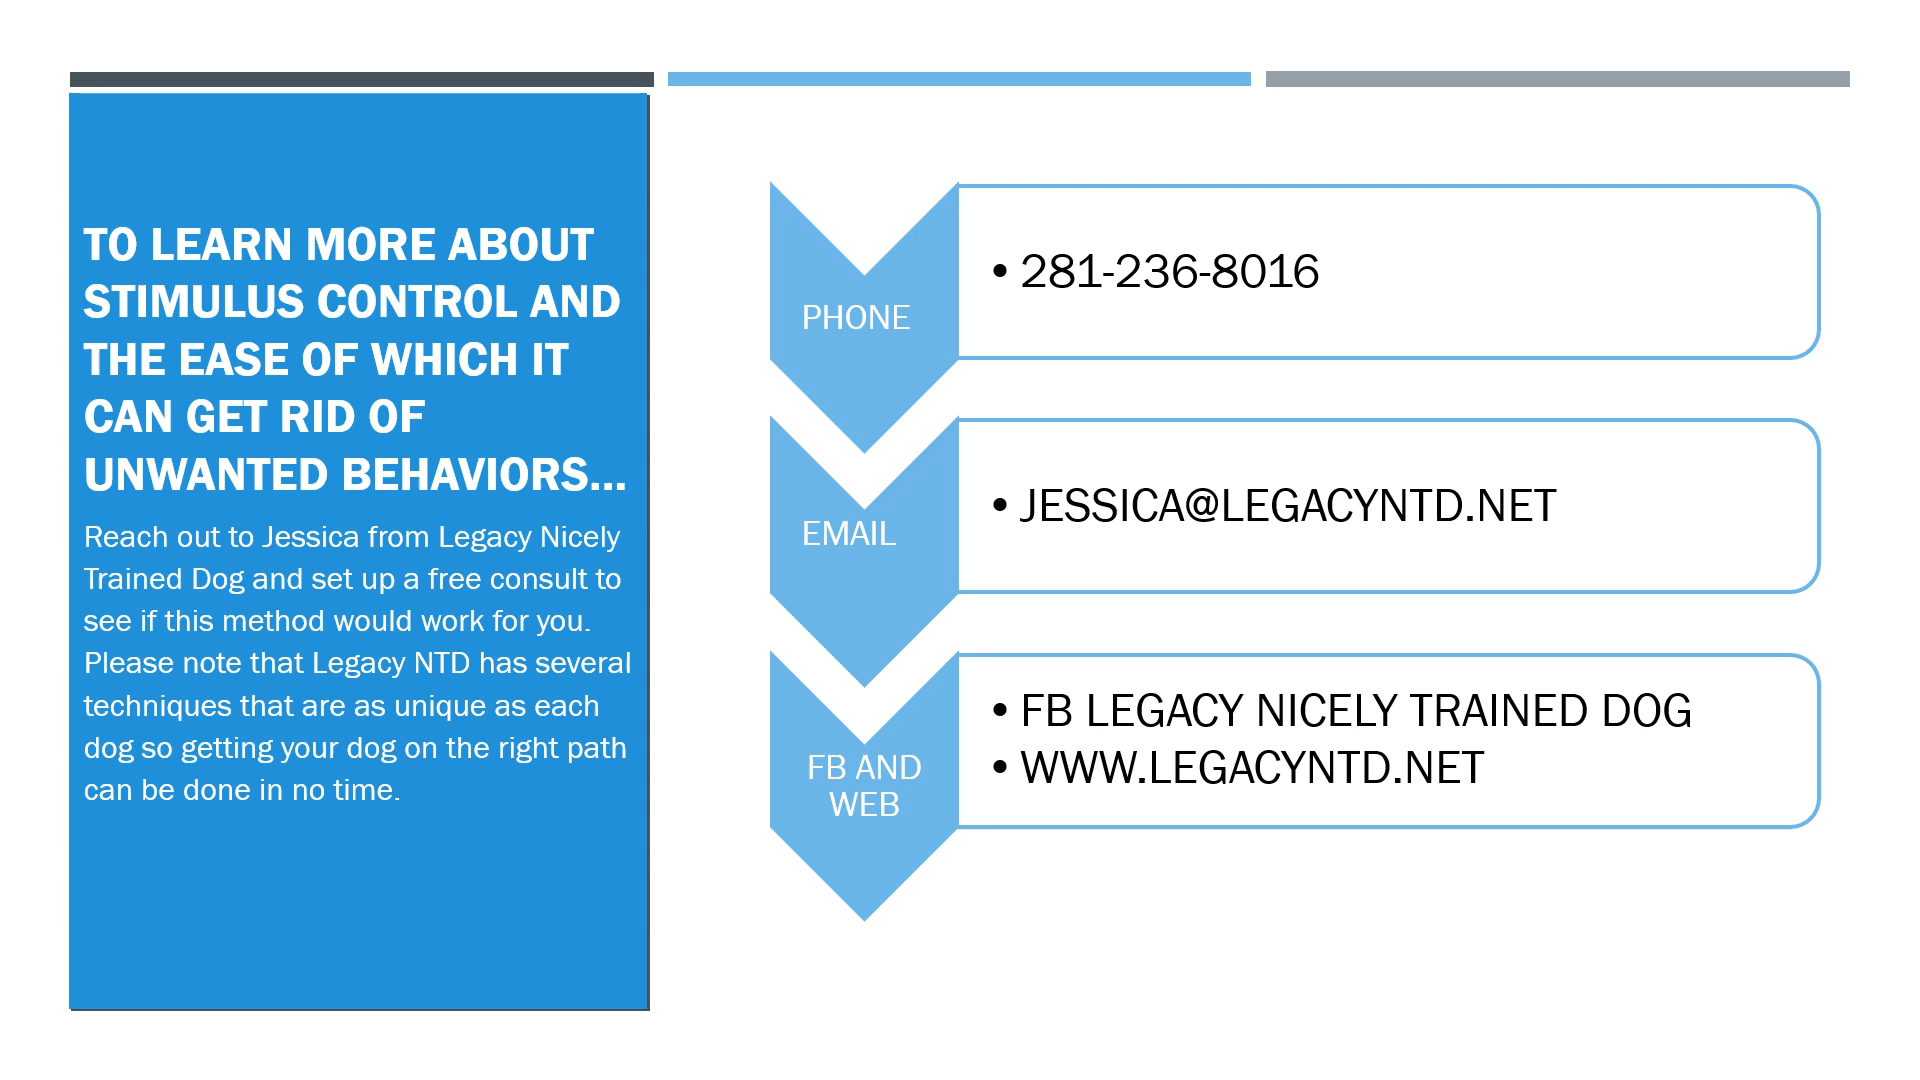 TO LEARN MORE ABOUT
STIMULUS CONTROL AND
THE EASE OF WHICH IT
CAN GET RID OF
UNWANTED BEHAVIORS...
Reach out to Jessica from Legacy Nicely
Trained Dog and set up a free consult to
see if this method would work for you.
Please note that Legacy NTD has several
techniques that are as unique as each
dog so getting your dog on the right path
can be done in no time.
PHONE
• 281-236-8016
EMAIL
• JESSICA@LEGACYNTD.NET
FB AND
WEB
• FB LEGACY NICELY TRAINED DOG
• WWW.LEGACYNTD.NET